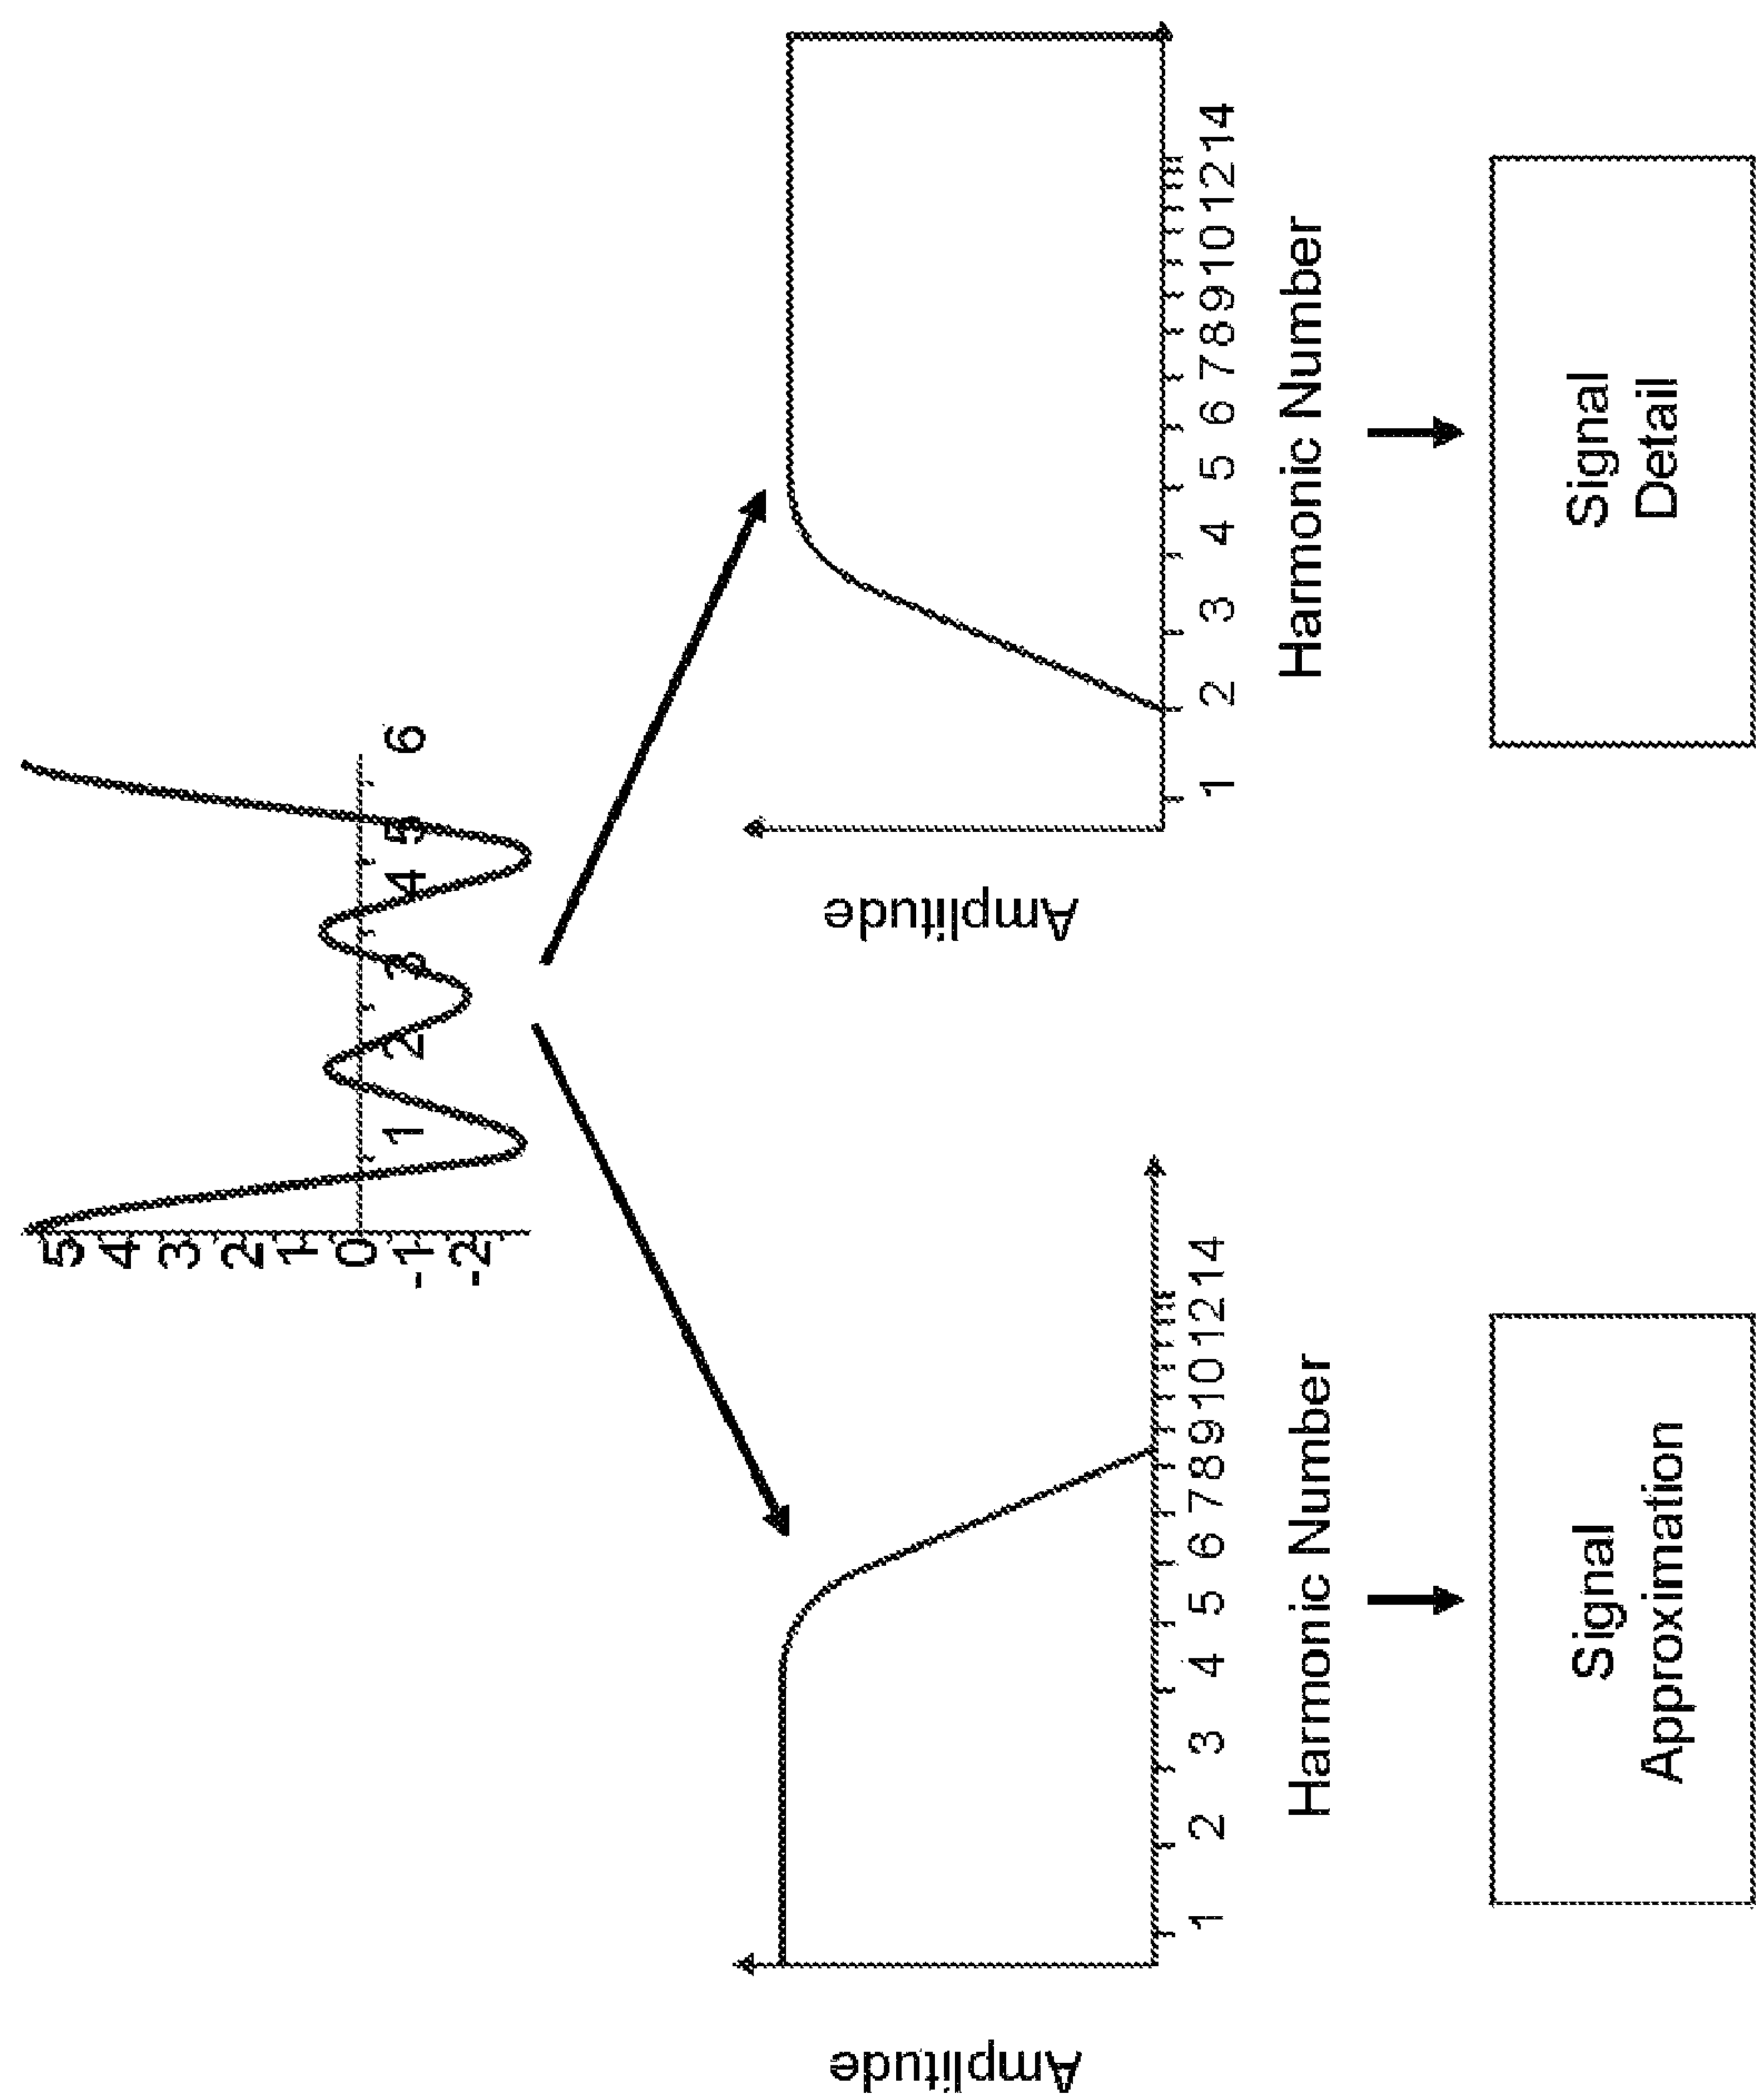 5
4
3
2
1
0
-1
-2
1 2 3 4 5 6
Amplitude
1 2 3 4 5 6 7 8 9 10 12 14
Harmonic Number
Signal
Approximation
Amplitude
1 2 3 4 5 6 7 8 9 10 12 14
Harmonic Number
Signal
Detail